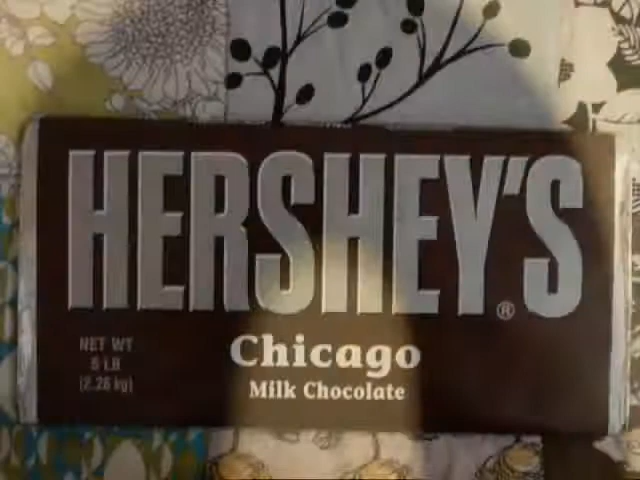 HERSHEY'S®
Chicago
Milk Chocolate
NET WT
5 LB
(2.26 kg)